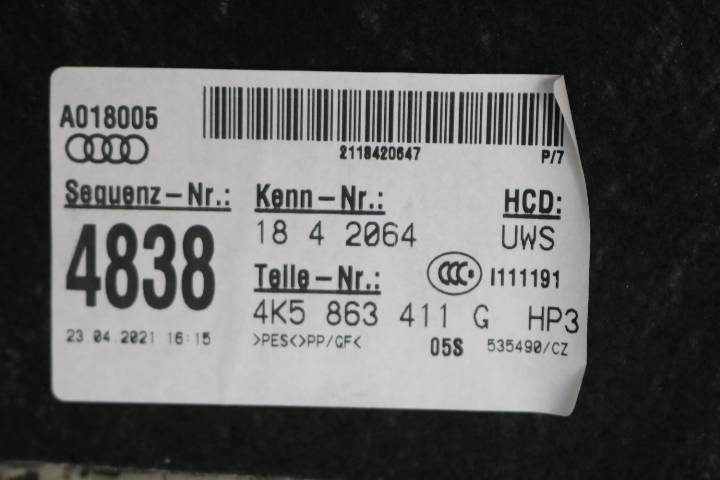 A018005
2118420647 P/7
Sequenz-Nr.: Kenn-Nr.: HCD:
4838 18 4 2064 UWS
Teile-Nr.: CCC I111191
4K5 863 411 G HP3
23.04.2021 16:15 >PES<>PP/GF< 05S 535490/CZ